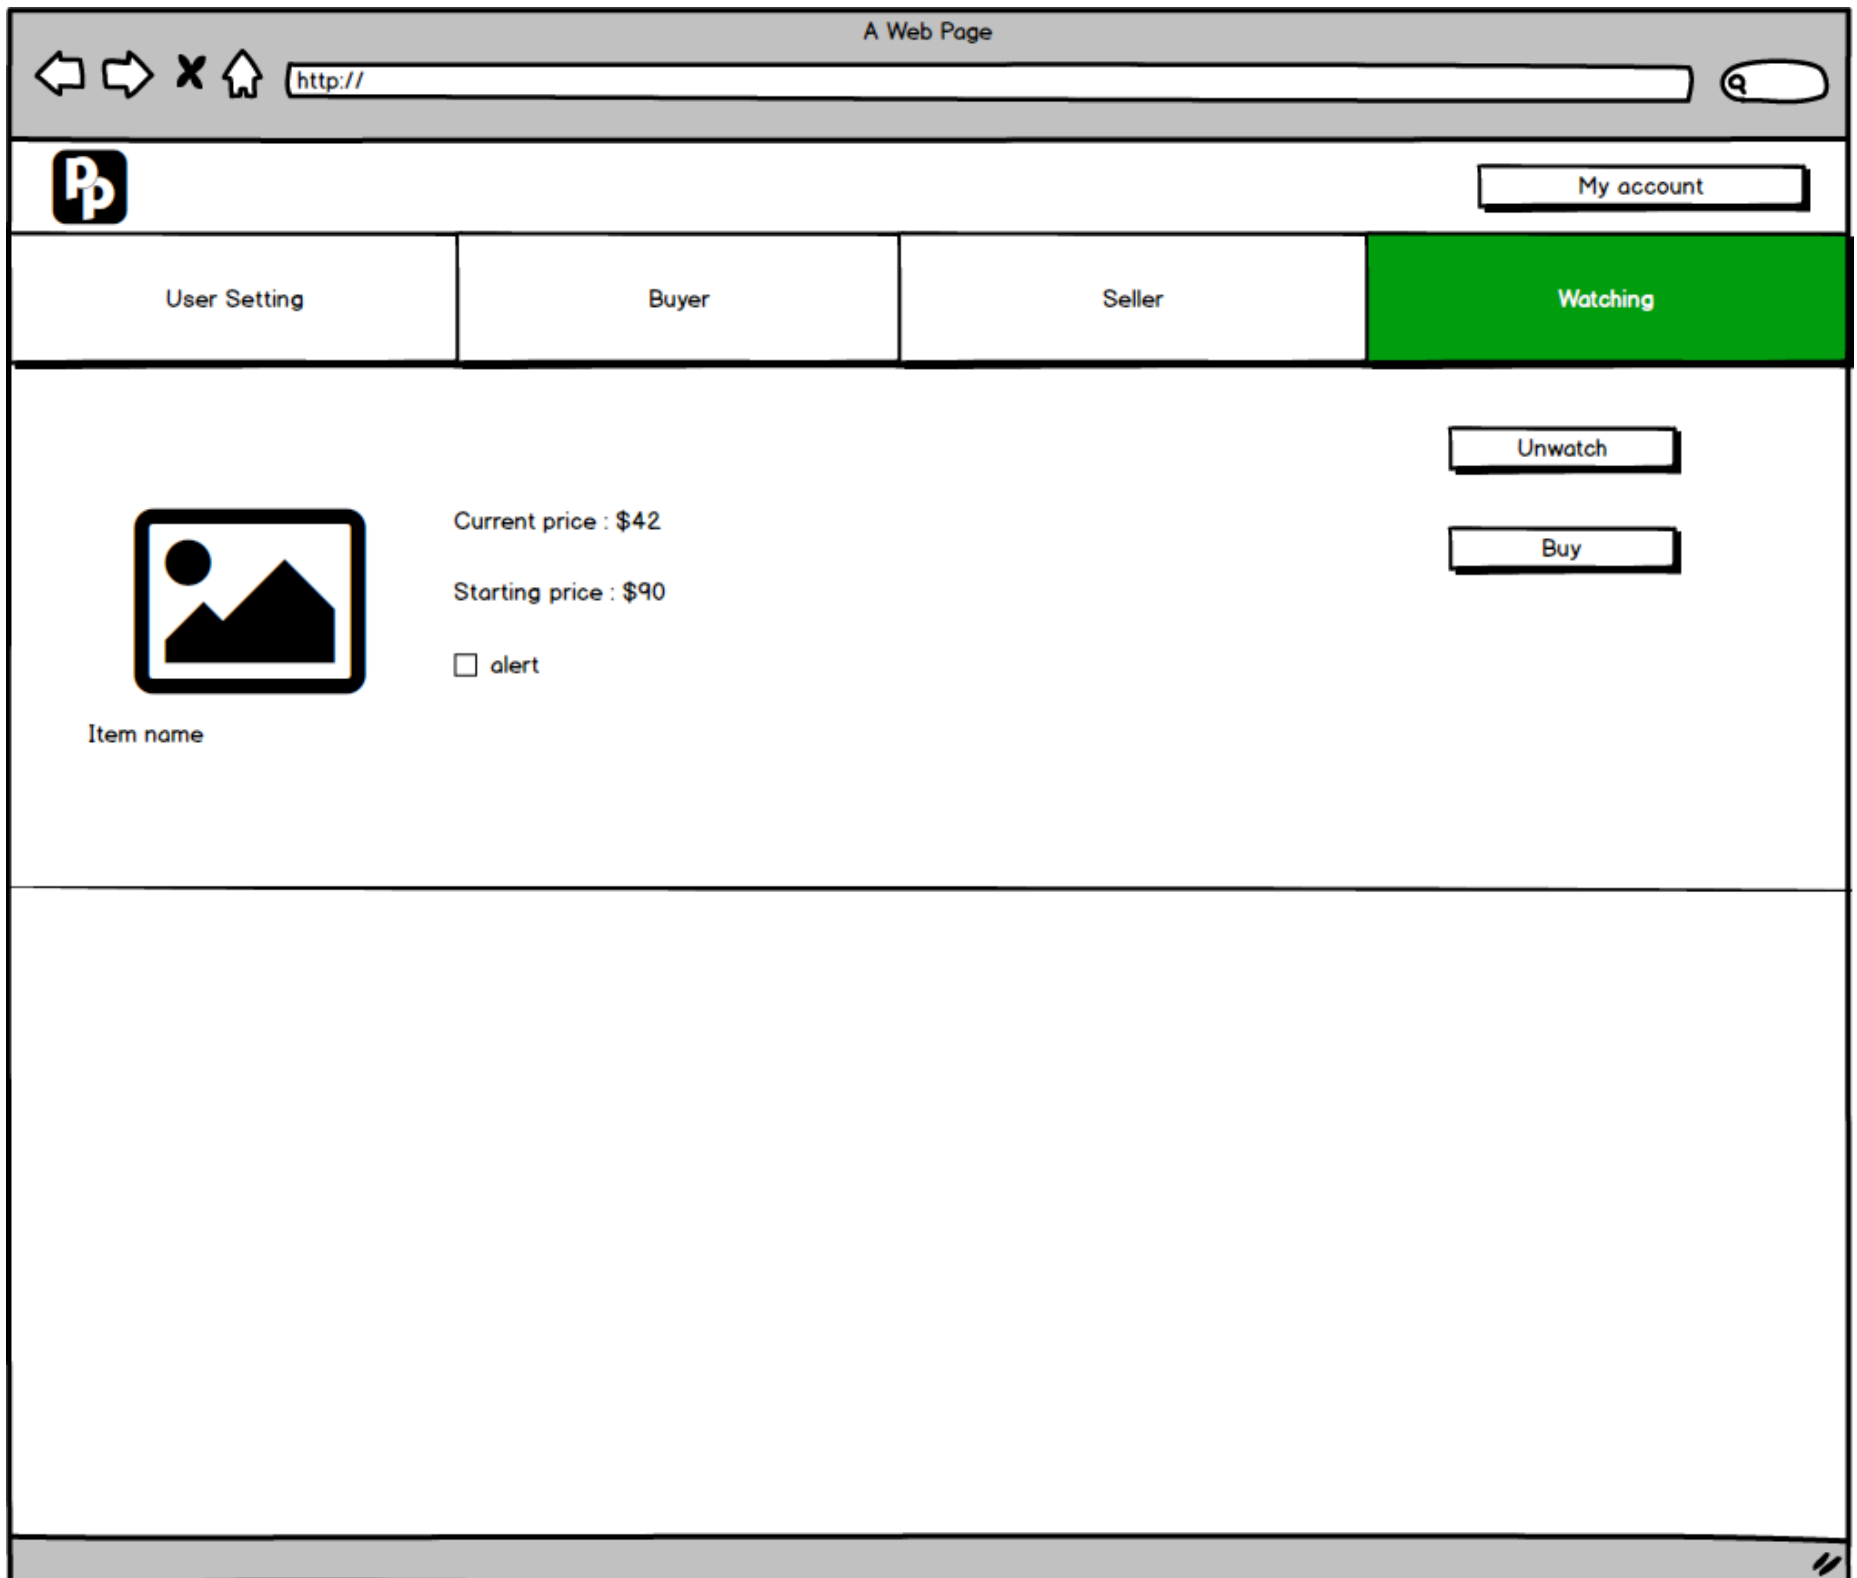 A Web Page
http://
Pp
My account
User Setting
Buyer
Seller
Watching
Unwatch
Current price : $42
Buy
Starting price : $90
alert
Item name